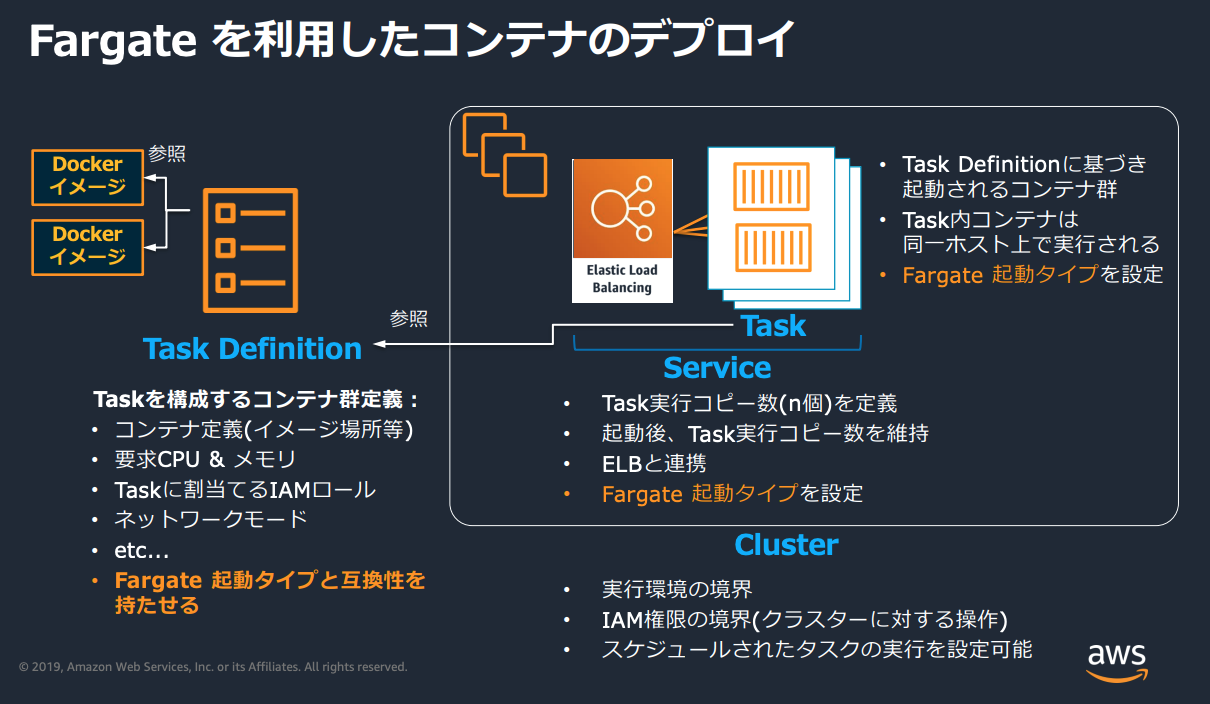 Fargate を利用したコンテナのデプロイ
Docker
イメージ
参照
Docker
イメージ
Task Definition
参照
Taskを構成するコンテナ群定義：
• コンテナ定義(イメージ場所等)
• 要求CPU & メモリ
• Taskに割当てるIAMロール
• ネットワークモード
• etc…
• Fargate 起動タイプと互換性を
持たせる
Elastic Load
Balancing
• Task Definitionに基づき
起動されるコンテナ群
• Task内コンテナは
同一ホスト上で実行される
• Fargate 起動タイプを設定
Task
Service
• Task実行コピー数(n個)を定義
• 起動後、Task実行コピー数を維持
• ELBと連携
• Fargate 起動タイプを設定
Cluster
• 実行環境の境界
• IAM権限の境界(クラスターに対する操作)
• スケジュールされたタスクの実行を設定可能
© 2019, Amazon Web Services, Inc. or its Affiliates. All rights reserved.
aws